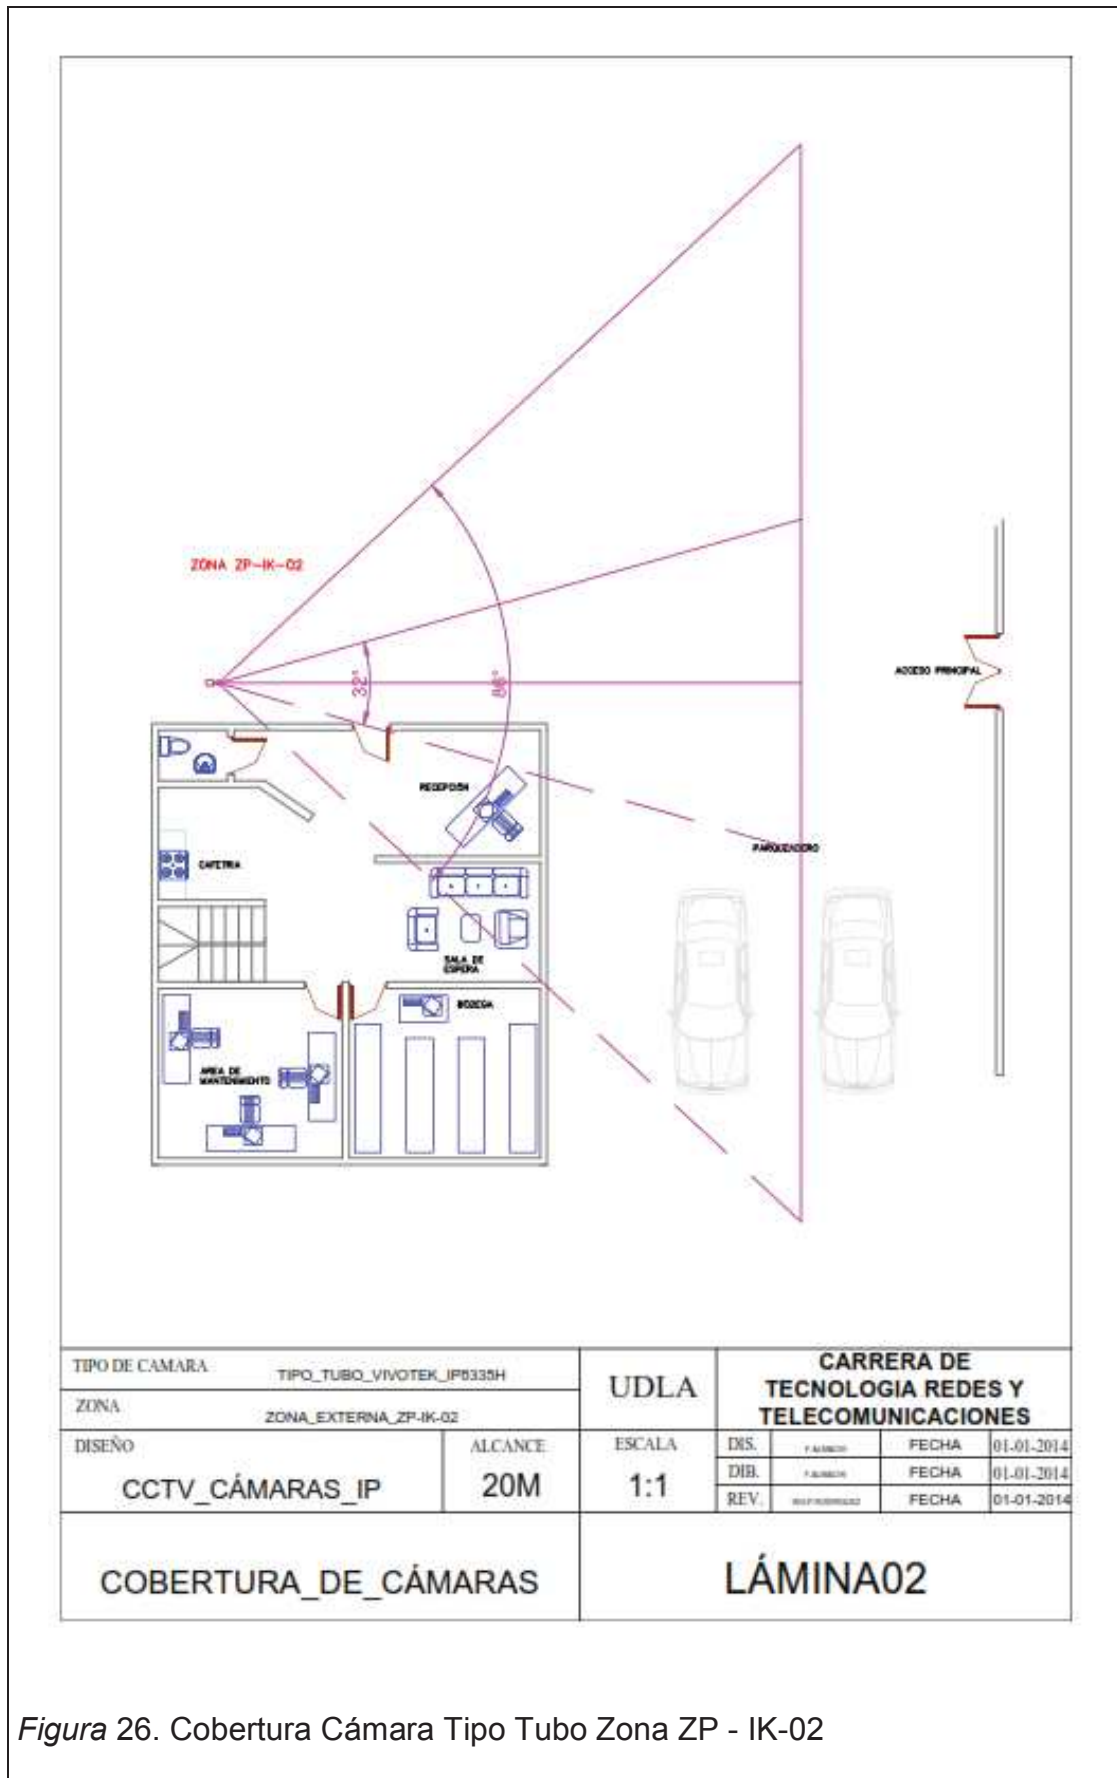 ZONA ZP-IK-02
32°
86°
ACCESO PRINCIPAL
RECEPCIÓN
PARQUEADERO
CAFETRIA
SALA DE
ESPERA
BODEGA
AREA DE
MANTENIMIENTO
TIPO DE CAMARA TIPO_TUBO_VIVOTEK_IP8335H
ZONA ZONA_EXTERNA_ZP-IK-02
UDLA
CARRERA DE
TECNOLOGIA REDES Y
TELECOMUNICACIONES
DISEÑO
CCTV_CÁMARAS_IP
ALCANCE
20M
ESCALA
1:1
DIS. FECHA 01-01-2014
DIB. FECHA 01-01-2014
REV. FECHA 01-01-2014
COBERTURA_DE_CÁMARAS
LÁMINA02
Figura 26. Cobertura Cámara Tipo Tubo Zona ZP - IK-02